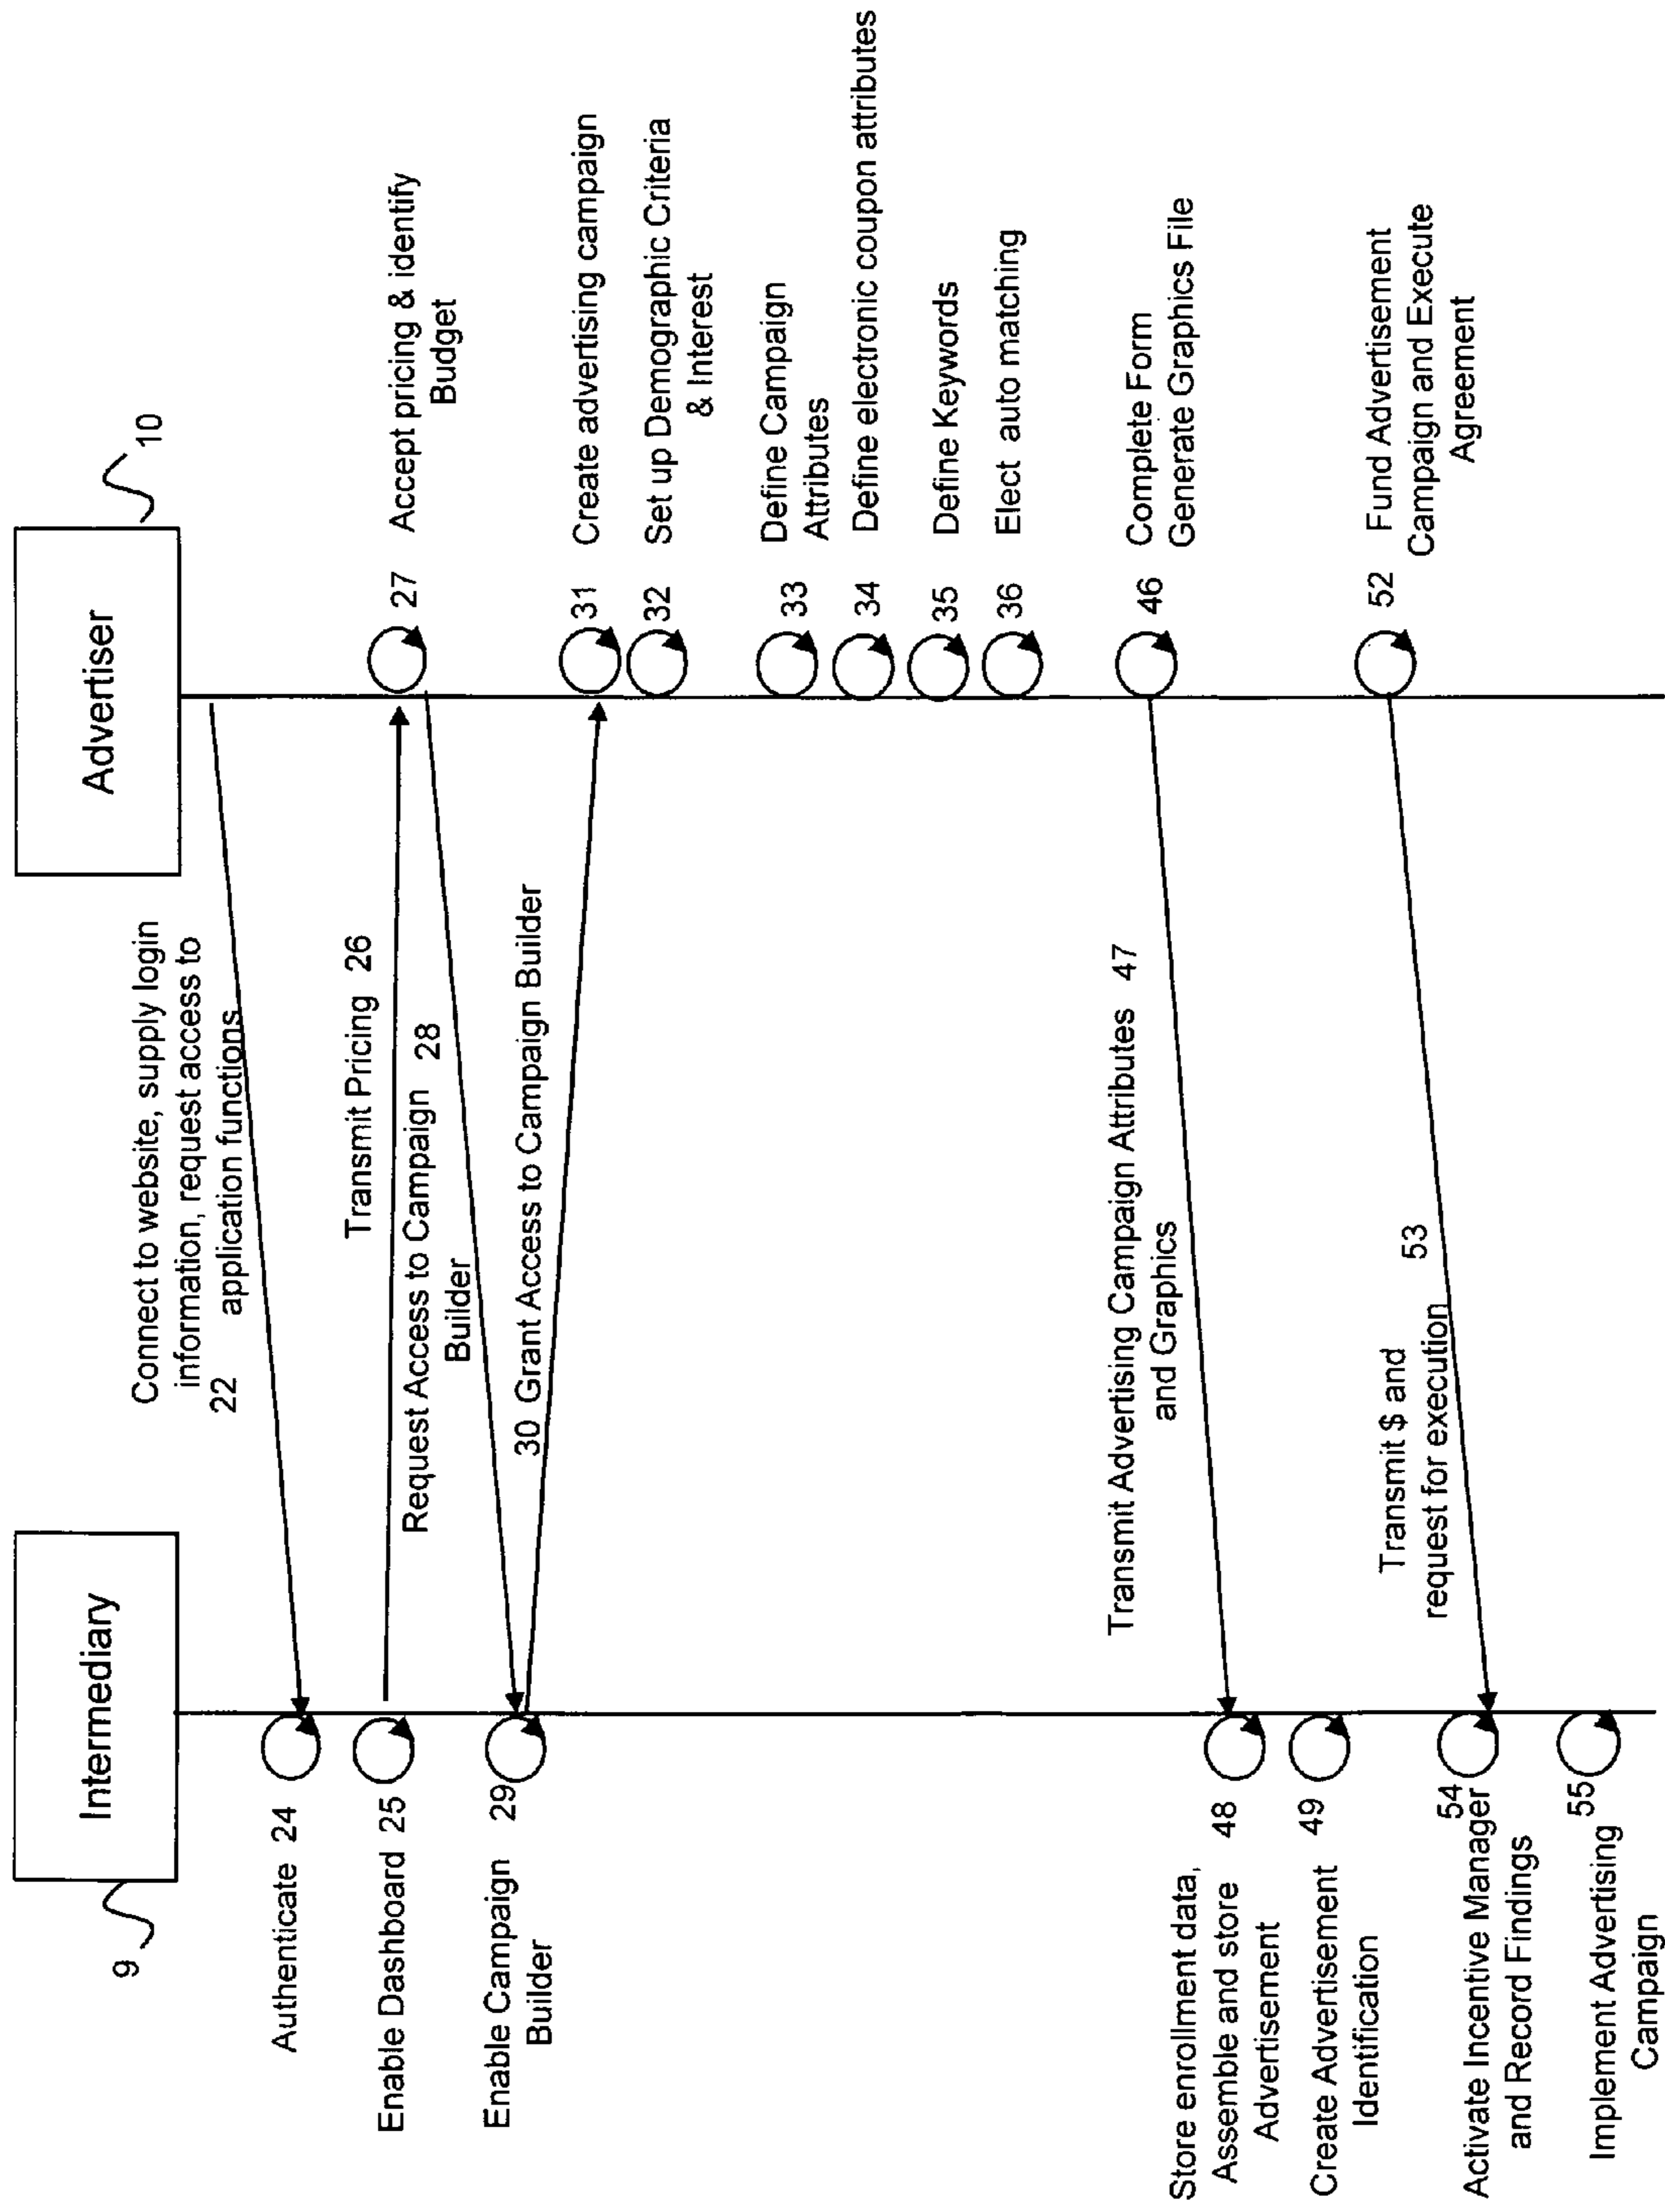 Intermediary
9
Advertiser
10
Connect to website, supply login
information, request access to
22 application functions
Authenticate 24
Enable Dashboard 25
Transmit Pricing 26
27 Accept pricing & identify
Budget
Request Access to Campaign 28
Builder
Enable Campaign 29
Builder
30 Grant Access to Campaign Builder
31 Create advertising campaign
32 Set up Demographic Criteria
& Interest
33 Define Campaign
Attributes
34 Define electronic coupon attributes
35 Define Keywords
36 Elect auto matching
46 Complete Form
Generate Graphics File
Transmit Advertising Campaign Attributes 47
and Graphics
Store enrollment data,
Assemble and store 48
Advertisement
Create Advertisement 49
Identification
52 Fund Advertisement
Campaign and Execute
Agreement
Transmit $ and
request for execution 53
54
Activate Incentive Manager
and Record Findings
55
Implement Advertising
Campaign